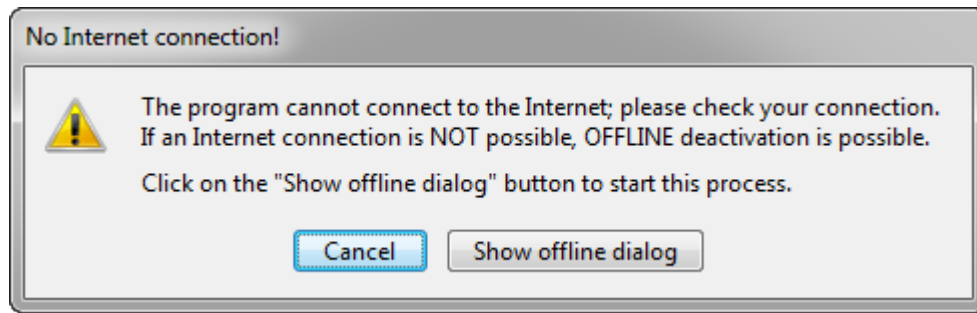 No Internet connection!
The program cannot connect to the Internet; please check your connection.
If an Internet connection is NOT possible, OFFLINE deactivation is possible.
Click on the "Show offline dialog" button to start this process.
Cancel
Show offline dialog